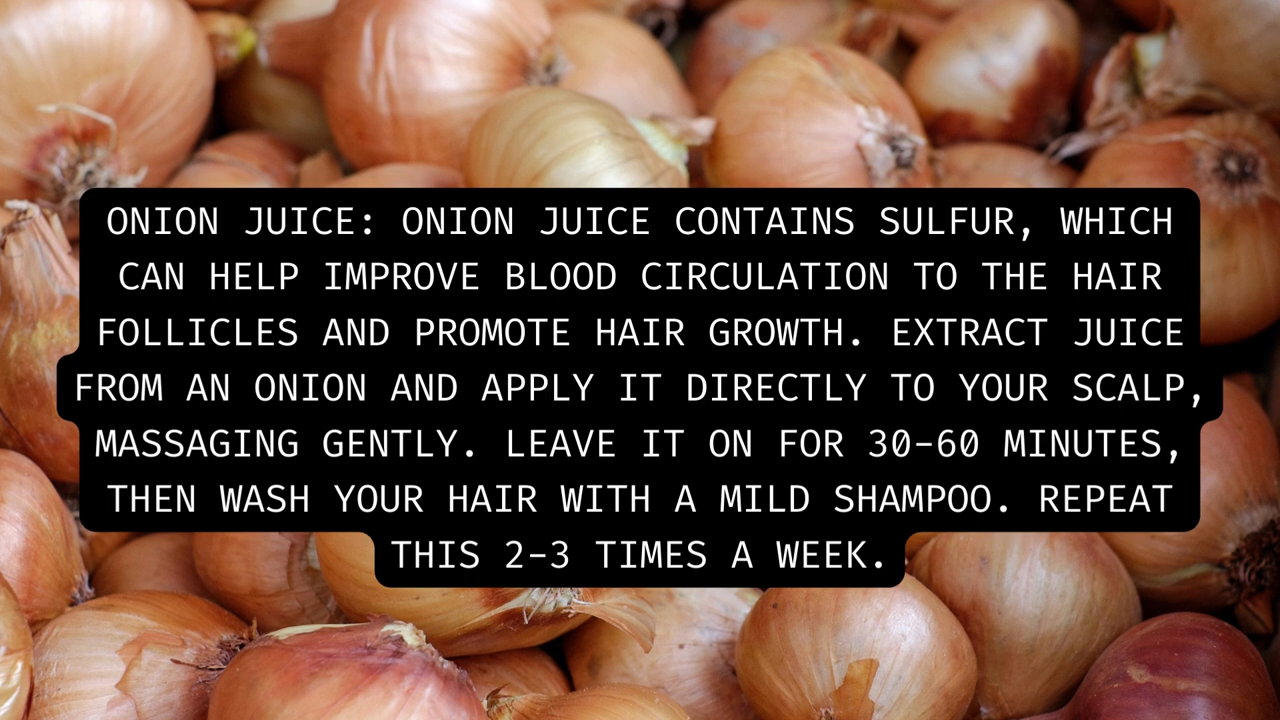 ONION JUICE: ONION JUICE CONTAINS SULFUR, WHICH
CAN HELP IMPROVE BLOOD CIRCULATION TO THE HAIR
FOLLICLES AND PROMOTE HAIR GROWTH. EXTRACT JUICE
FROM AN ONION AND APPLY IT DIRECTLY TO YOUR SCALP,
MASSAGING GENTLY. LEAVE IT ON FOR 30-60 MINUTES,
THEN WASH YOUR HAIR WITH A MILD SHAMPOO. REPEAT
THIS 2-3 TIMES A WEEK.